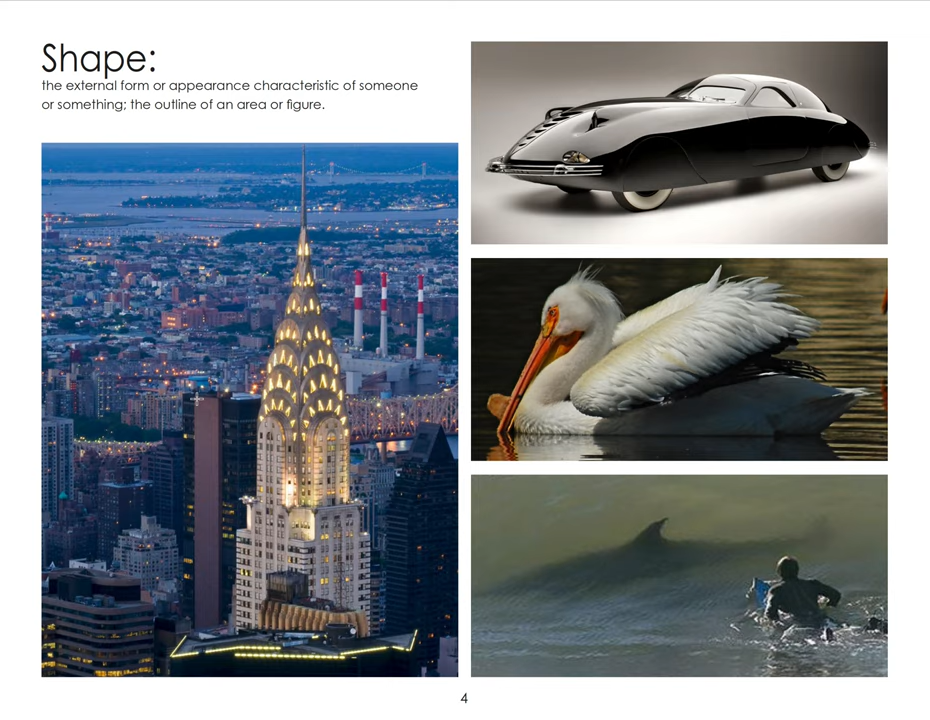 Shape:
the external form or appearance characteristic of someone
or something; the outline of an area or figure.
4